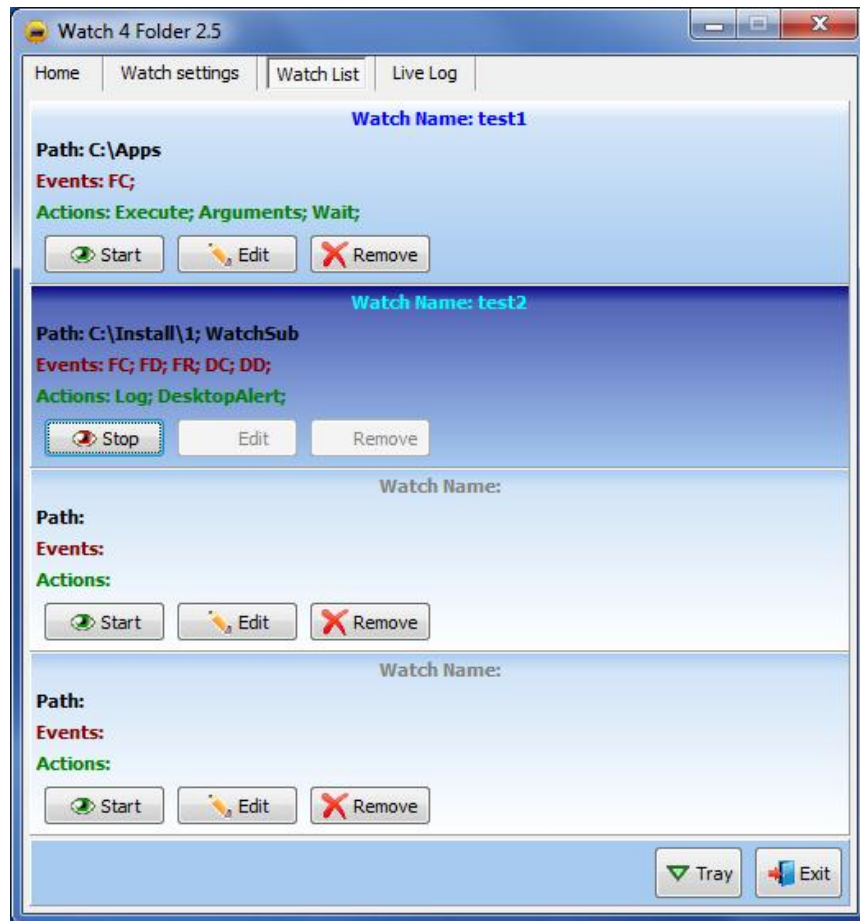 Watch 4 Folder 2.5
Home Watch settings Watch List Live Log
Watch Name: test1
Path: C:\Apps
Events: FC;
Actions: Execute; Arguments; Wait;
Start Edit Remove
Watch Name: test2
Path: C:\Install\1; WatchSub
Events: FC; FD; FR; DC; DD;
Actions: Log; DesktopAlert;
Stop Edit Remove
Watch Name:
Path:
Events:
Actions:
Start Edit Remove
Watch Name:
Path:
Events:
Actions:
Start Edit Remove
Tray Exit